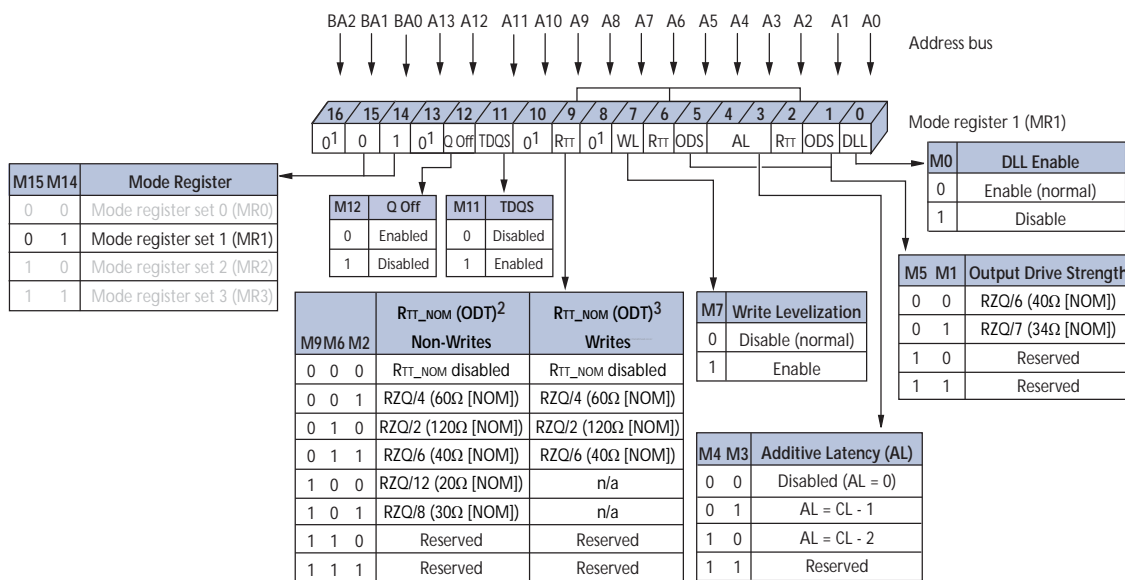 BA2 BA1 BA0 A13 A12 A11 A10 A9 A8 A7 A6 A5 A4 A3 A2 A1 A0
Address bus
16 15 14 13 12 11 10 9 8 7 6 5 4 3 2 1 0
Mode register 1 (MR1)
0¹ 0 1 0¹ Q Off TDQS 0¹ RTT 0¹ WL RTT ODS AL RTT ODS DLL
M15 M14 Mode Register
0 0 Mode register set 0 (MR0)
0 1 Mode register set 1 (MR1)
1 0 Mode register set 2 (MR2)
1 1 Mode register set 3 (MR3)
M12 Q Off
0 Enabled
1 Disabled
M11 TDQS
0 Disabled
1 Enabled
M0 DLL Enable
0 Enable (normal)
1 Disable
M5 M1 Output Drive Strength
0 0 RZQ/6 (40Ω [NOM])
0 1 RZQ/7 (34Ω [NOM])
1 0 Reserved
1 1 Reserved
M9 M6 M2 RTT_NOM (ODT)² Non-Writes RTT_NOM (ODT)³ Writes
0 0 0 RTT_NOM disabled RTT_NOM disabled
0 0 1 RZQ/4 (60Ω [NOM]) RZQ/4 (60Ω [NOM])
0 1 0 RZQ/2 (120Ω [NOM]) RZQ/2 (120Ω [NOM])
0 1 1 RZQ/6 (40Ω [NOM]) RZQ/6 (40Ω [NOM])
1 0 0 RZQ/12 (20Ω [NOM]) n/a
1 0 1 RZQ/8 (30Ω [NOM]) n/a
1 1 0 Reserved Reserved
1 1 1 Reserved Reserved
M7 Write Levelization
0 Disable (normal)
1 Enable
M4 M3 Additive Latency (AL)
0 0 Disabled (AL = 0)
0 1 AL = CL - 1
1 0 AL = CL - 2
1 1 Reserved